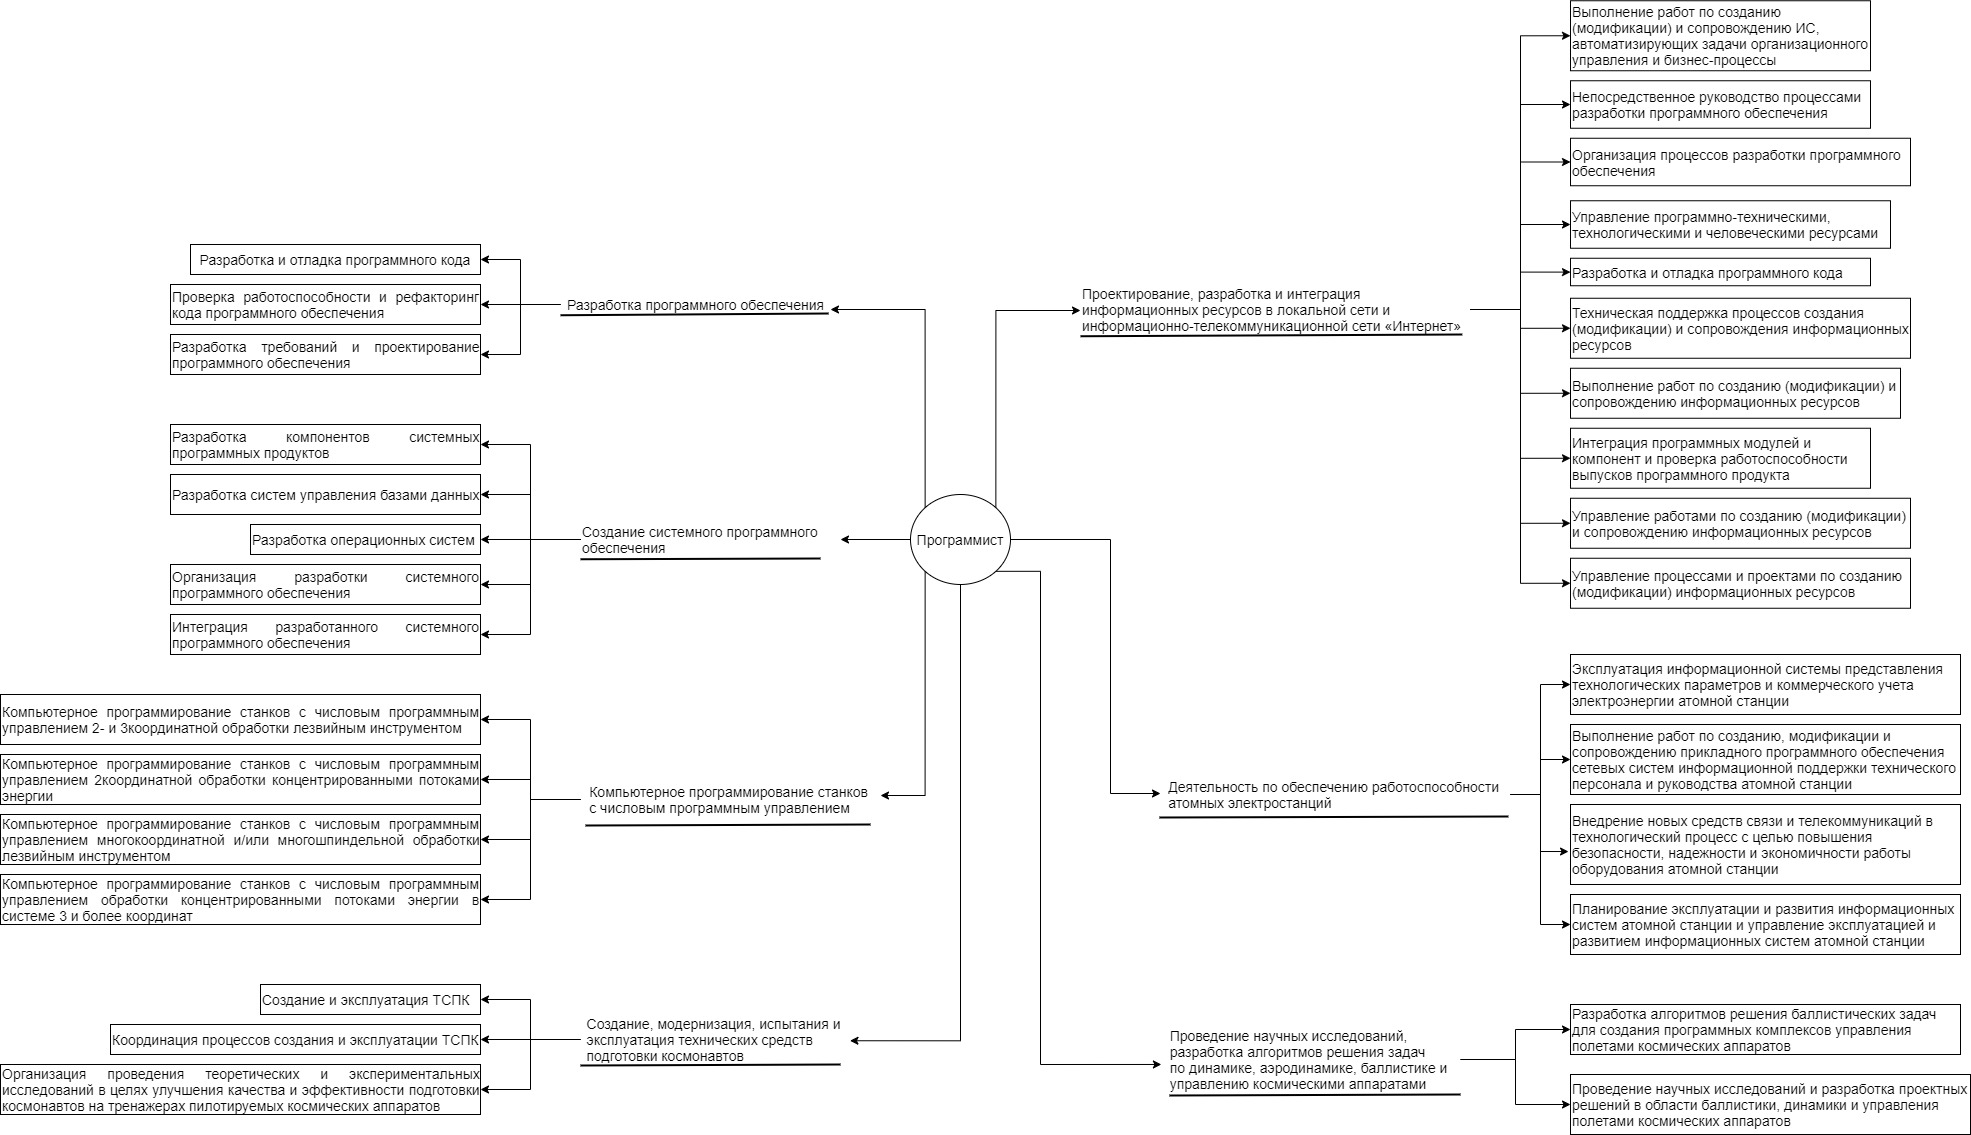 Программист
Разработка программного обеспечения
Разработка и отладка программного кода
Проверка работоспособности и рефакторинг
кода программного обеспечения
Разработка требований и проектирование
программного обеспечения
Создание системного программного
обеспечения
Разработка компонентов системных
программных продуктов
Разработка систем управления базами данных
Разработка операционных систем
Организация разработки системного
программного обеспечения
Интеграция разработанного системного
программного обеспечения
Компьютерное программирование станков
с числовым программным управлением
Компьютерное программирование станков с числовым программным
управлением 2- и 3координатной обработки лезвийным инструментом
Компьютерное программирование станков с числовым программным
управлением 2координатной обработки концентрированными потоками
энергии
Компьютерное программирование станков с числовым программным
управлением многокоординатной и/или многошпиндельной обработки
лезвийным инструментом
Компьютерное программирование станков с числовым программным
управлением обработки концентрированными потоками энергии в
системе 3 и более координат
Создание, модернизация, испытания и
эксплуатация технических средств
подготовки космонавтов
Создание и эксплуатация ТСПК
Координация процессов создания и эксплуатации ТСПК
Организация проведения теоретических и экспериментальных
исследований в целях улучшения качества и эффективности подготовки
космонавтов на тренажерах пилотируемых космических аппаратов
Проектирование, разработка и интеграция
информационных ресурсов в локальной сети и
информационно-телекоммуникационной сети «Интернет»
Выполнение работ по созданию
(модификации) и сопровождению ИС,
автоматизирующих задачи организационного
управления и бизнес-процессы
Непосредственное руководство процессами
разработки программного обеспечения
Организация процессов разработки программного
обеспечения
Управление программно-техническими,
технологическими и человеческими ресурсами
Разработка и отладка программного кода
Техническая поддержка процессов создания
(модификации) и сопровождения информационных
ресурсов
Выполнение работ по созданию (модификации) и
сопровождению информационных ресурсов
Интеграция программных модулей и
компонент и проверка работоспособности
выпусков программного продукта
Управление работами по созданию (модификации)
и сопровождению информационных ресурсов
Управление процессами и проектами по созданию
(модификации) информационных ресурсов
Деятельность по обеспечению работоспособности
атомных электростанций
Эксплуатация информационной системы представления
технологических параметров и коммерческого учета
электроэнергии атомной станции
Выполнение работ по созданию, модификации и
сопровождению прикладного программного обеспечения
сетевых систем информационной поддержки технического
персонала и руководства атомной станции
Внедрение новых средств связи и телекоммуникаций в
технологический процесс с целью повышения
безопасности, надежности и экономичности работы
оборудования атомной станции
Планирование эксплуатации и развития информационных
систем атомной станции и управление эксплуатацией и
развитием информационных систем атомной станции
Проведение научных исследований,
разработка алгоритмов решения задач
по динамике, аэродинамике, баллистике и
управлению космическими аппаратами
Разработка алгоритмов решения баллистических задач
для создания программных комплексов управления
полетами космических аппаратов
Проведение научных исследований и разработка проектных
решений в области баллистики, динамики и управления
полетами космических аппаратов